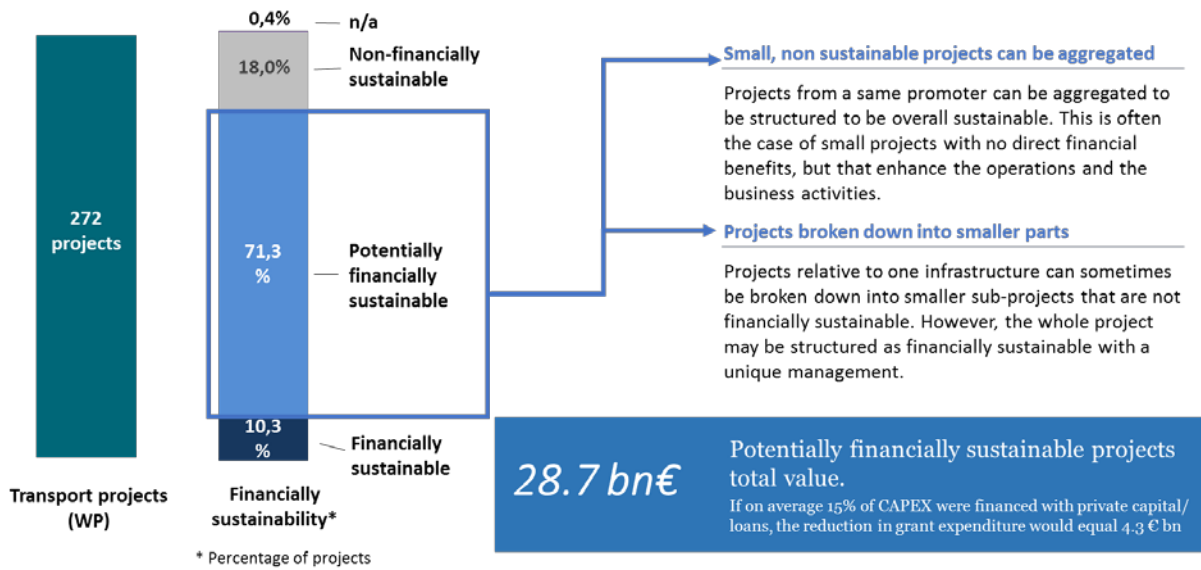 0,4%
n/a
18,0%
Non-financially
sustainable
272
projects
71,3
%
Potentially
financially
sustainable
10,3
%
Financially
sustainable
Transport projects
(WP)
Financially
sustainability*
* Percentage of projects
Small, non sustainable projects can be aggregated
Projects from a same promoter can be aggregated to
be structured to be overall sustainable. This is often
the case of small projects with no direct financial
benefits, but that enhance the operations and the
business activities.
Projects broken down into smaller parts
Projects relative to one infrastructure can sometimes
be broken down into smaller sub-projects that are not
financially sustainable. However, the whole project
may be structured as financially sustainable with a
unique management.
28.7 bn€
Potentially financially sustainable projects
total value.
If on average 15% of CAPEX were financed with private capital/
loans, the reduction in grant expenditure would equal 4.3 € bn